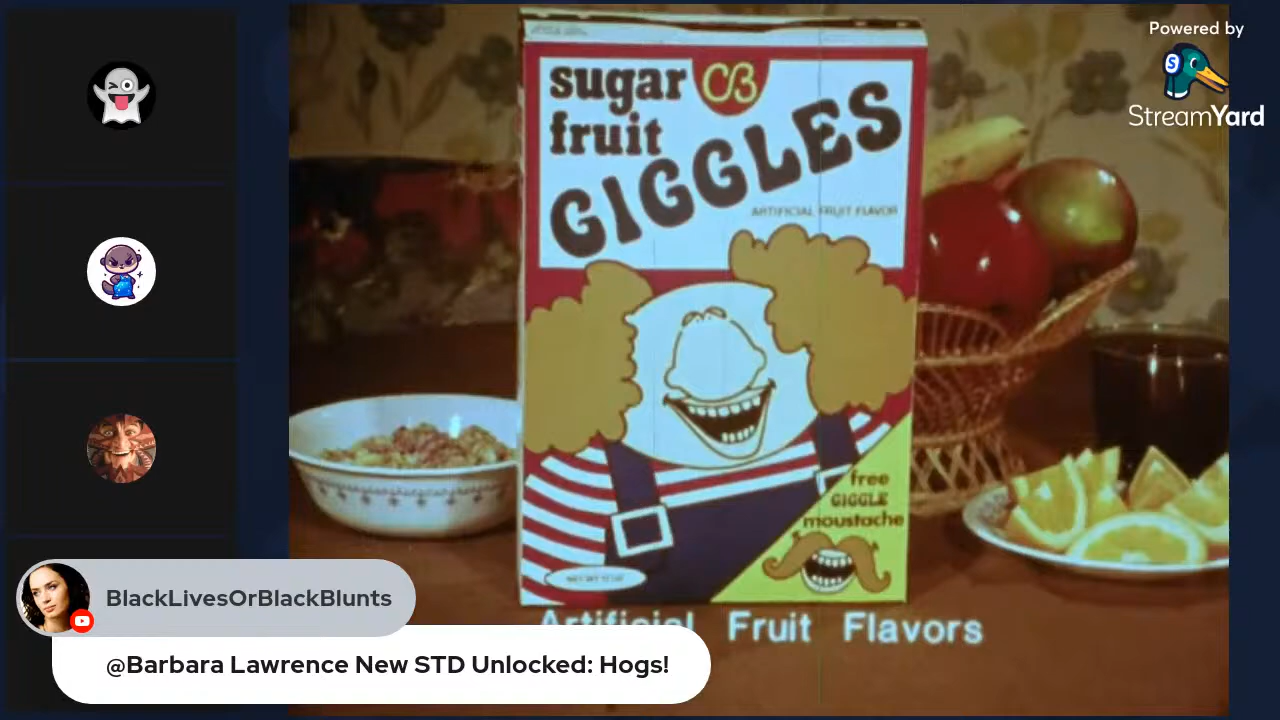 Powered by
StreamYard
sugar CB
fruit
GIGGLES
ARTIFICIAL FRUIT FLAVOR
free
GIGGLE
moustache
Artificial Fruit Flavors
BlackLivesOrBlackBlunts
@Barbara Lawrence New STD Unlocked: Hogs!